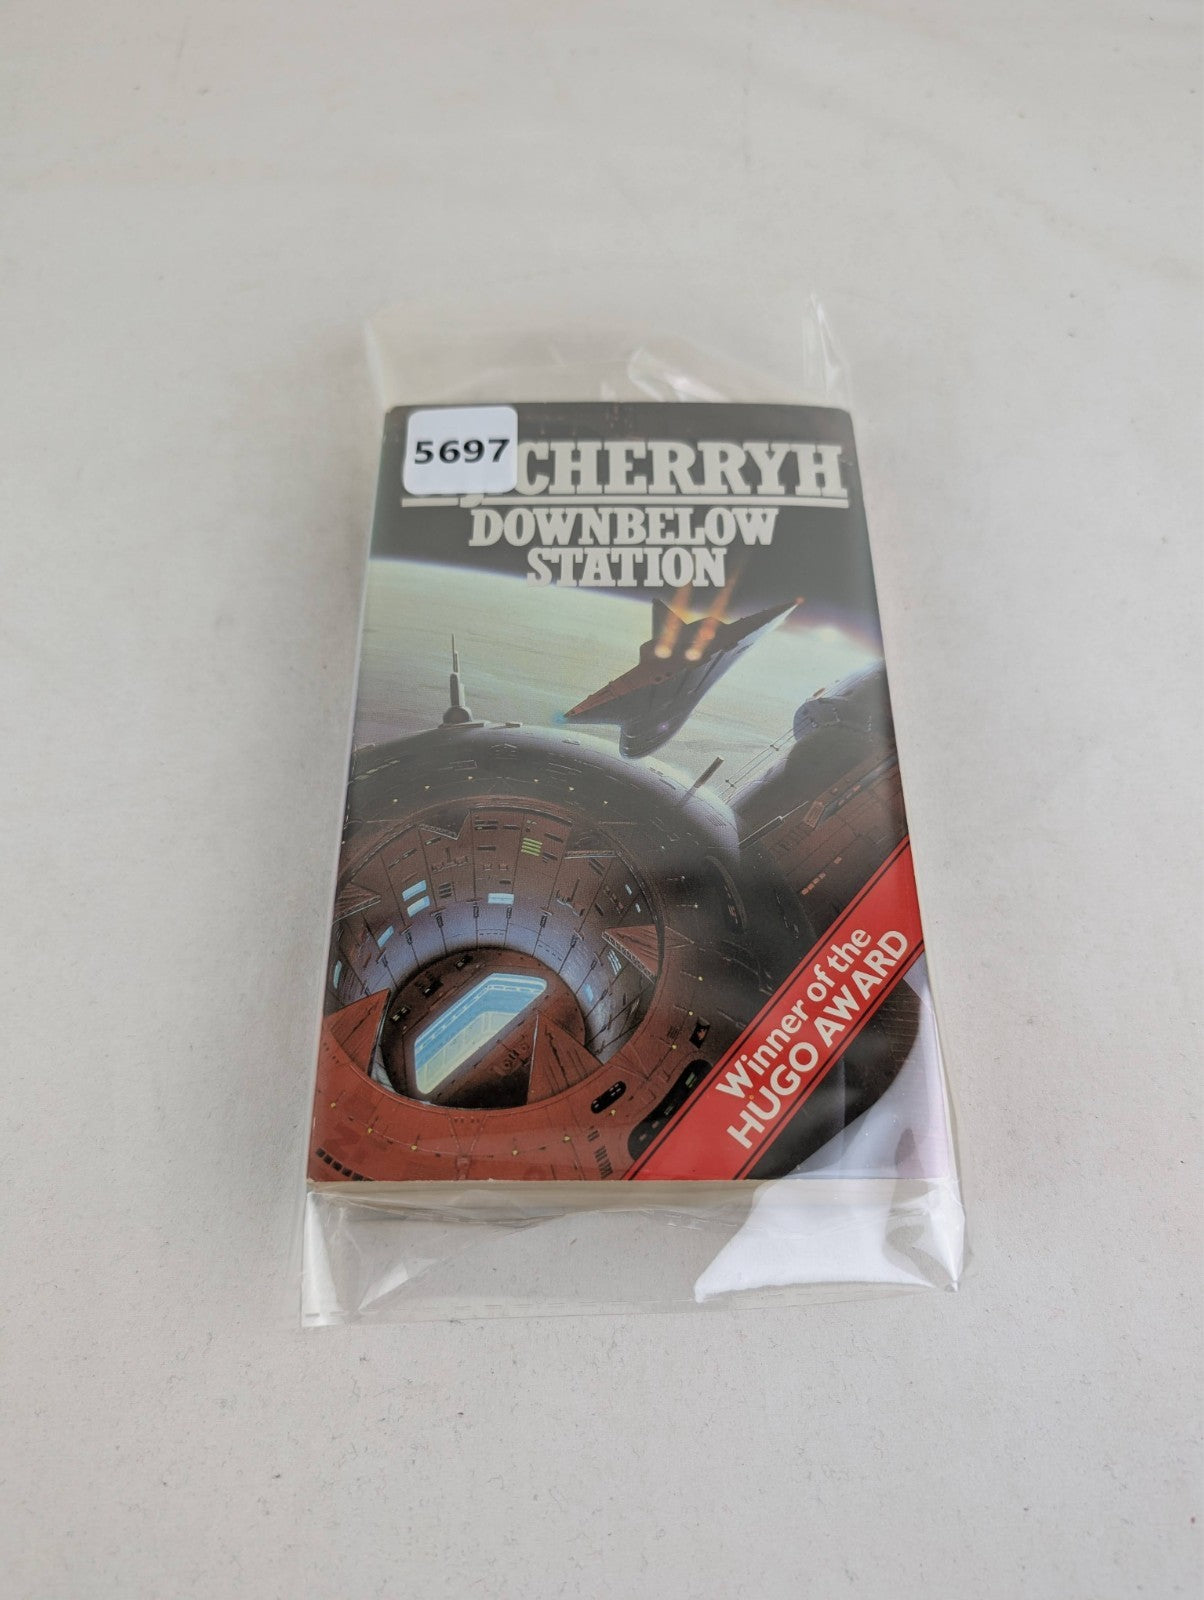 5697
CHERRYH
DOWNBELOW
STATION
Winner of the
HUGO AWARD